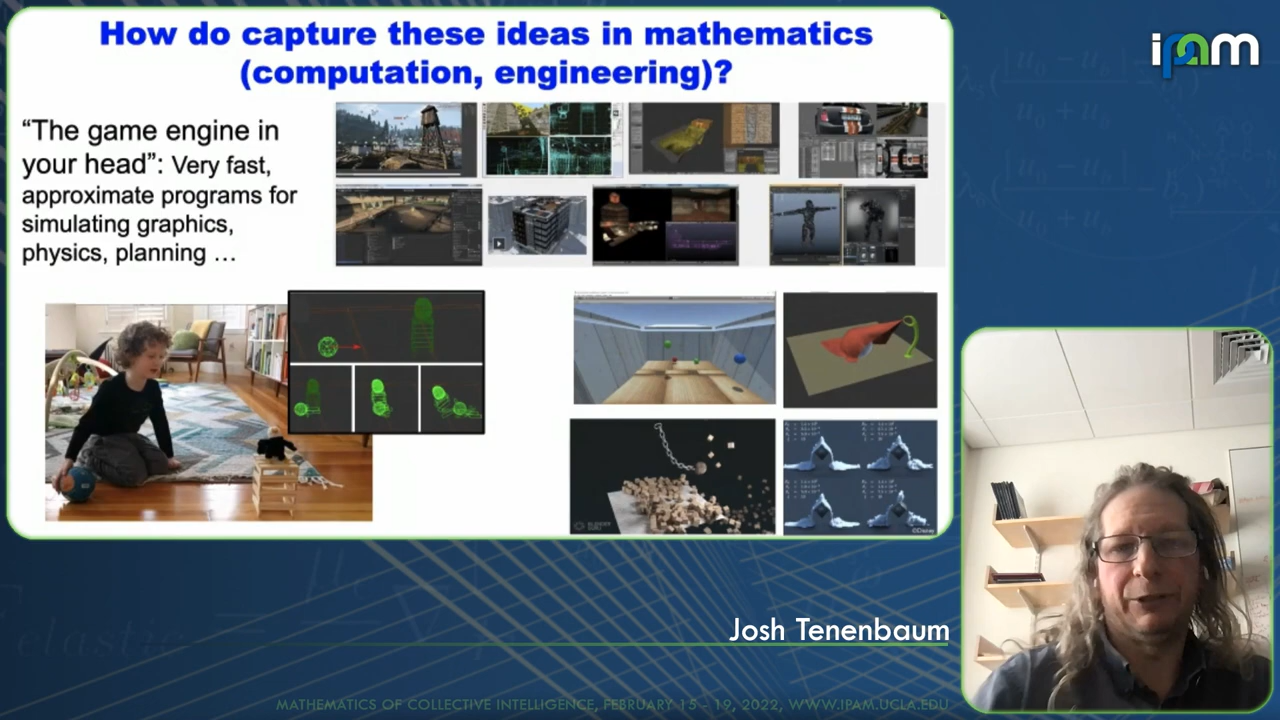 How do capture these ideas in mathematics
(computation, engineering)?
ipam
“The game engine in
your head”: Very fast,
approximate programs for
simulating graphics,
physics, planning …
©Disney
Josh Tenenbaum
MATHEMATICS OF COLLECTIVE INTELLIGENCE, FEBRUARY 15 - 19, 2022, WWW.IPAM.UCLA.EDU